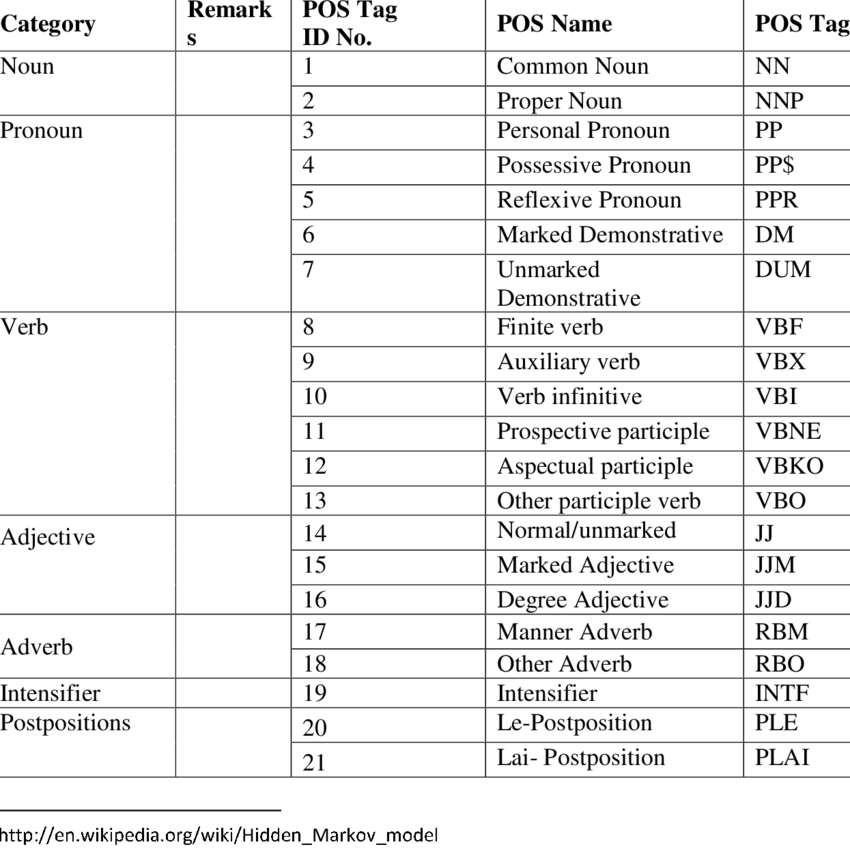 Category Remark POS Tag POS Name POS Tag
s ID No.
Noun 1 Common Noun NN
2 Proper Noun NNP
Pronoun 3 Personal Pronoun PP
4 Possessive Pronoun PP$
5 Reflexive Pronoun PPR
6 Marked Demonstrative DM
7 Unmarked DUM
Demonstrative
Verb 8 Finite verb VBF
9 Auxiliary verb VBX
10 Verb infinitive VBI
11 Prospective participle VBNE
12 Aspectual participle VBKO
13 Other participle verb VBO
Adjective 14 Normal/unmarked JJ
15 Marked Adjective JJM
16 Degree Adjective JJD
Adverb 17 Manner Adverb RBM
18 Other Adverb RBO
Intensifier 19 Intensifier INTF
Postpositions 20 Le-Postposition PLE
21 Lai- Postposition PLAI
http://en.wikipedia.org/wiki/Hidden_Markov_model